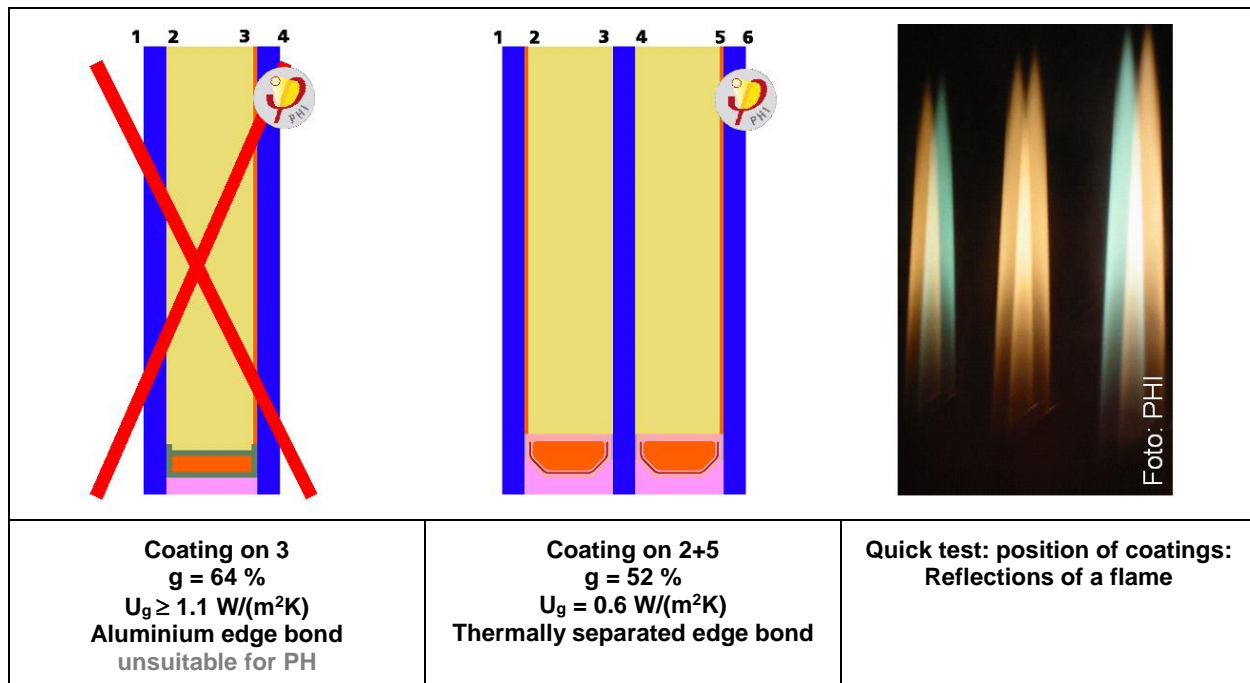 1 2 3 4
PHI
1 2 3 4 5 6
PHI
Foto: PHI
Coating on 3
g = 64 %
Ug ≥ 1.1 W/(m²K)
Aluminium edge bond
unsuitable for PH
Coating on 2+5
g = 52 %
Ug = 0.6 W/(m²K)
Thermally separated edge bond
Quick test: position of coatings:
Reflections of a flame